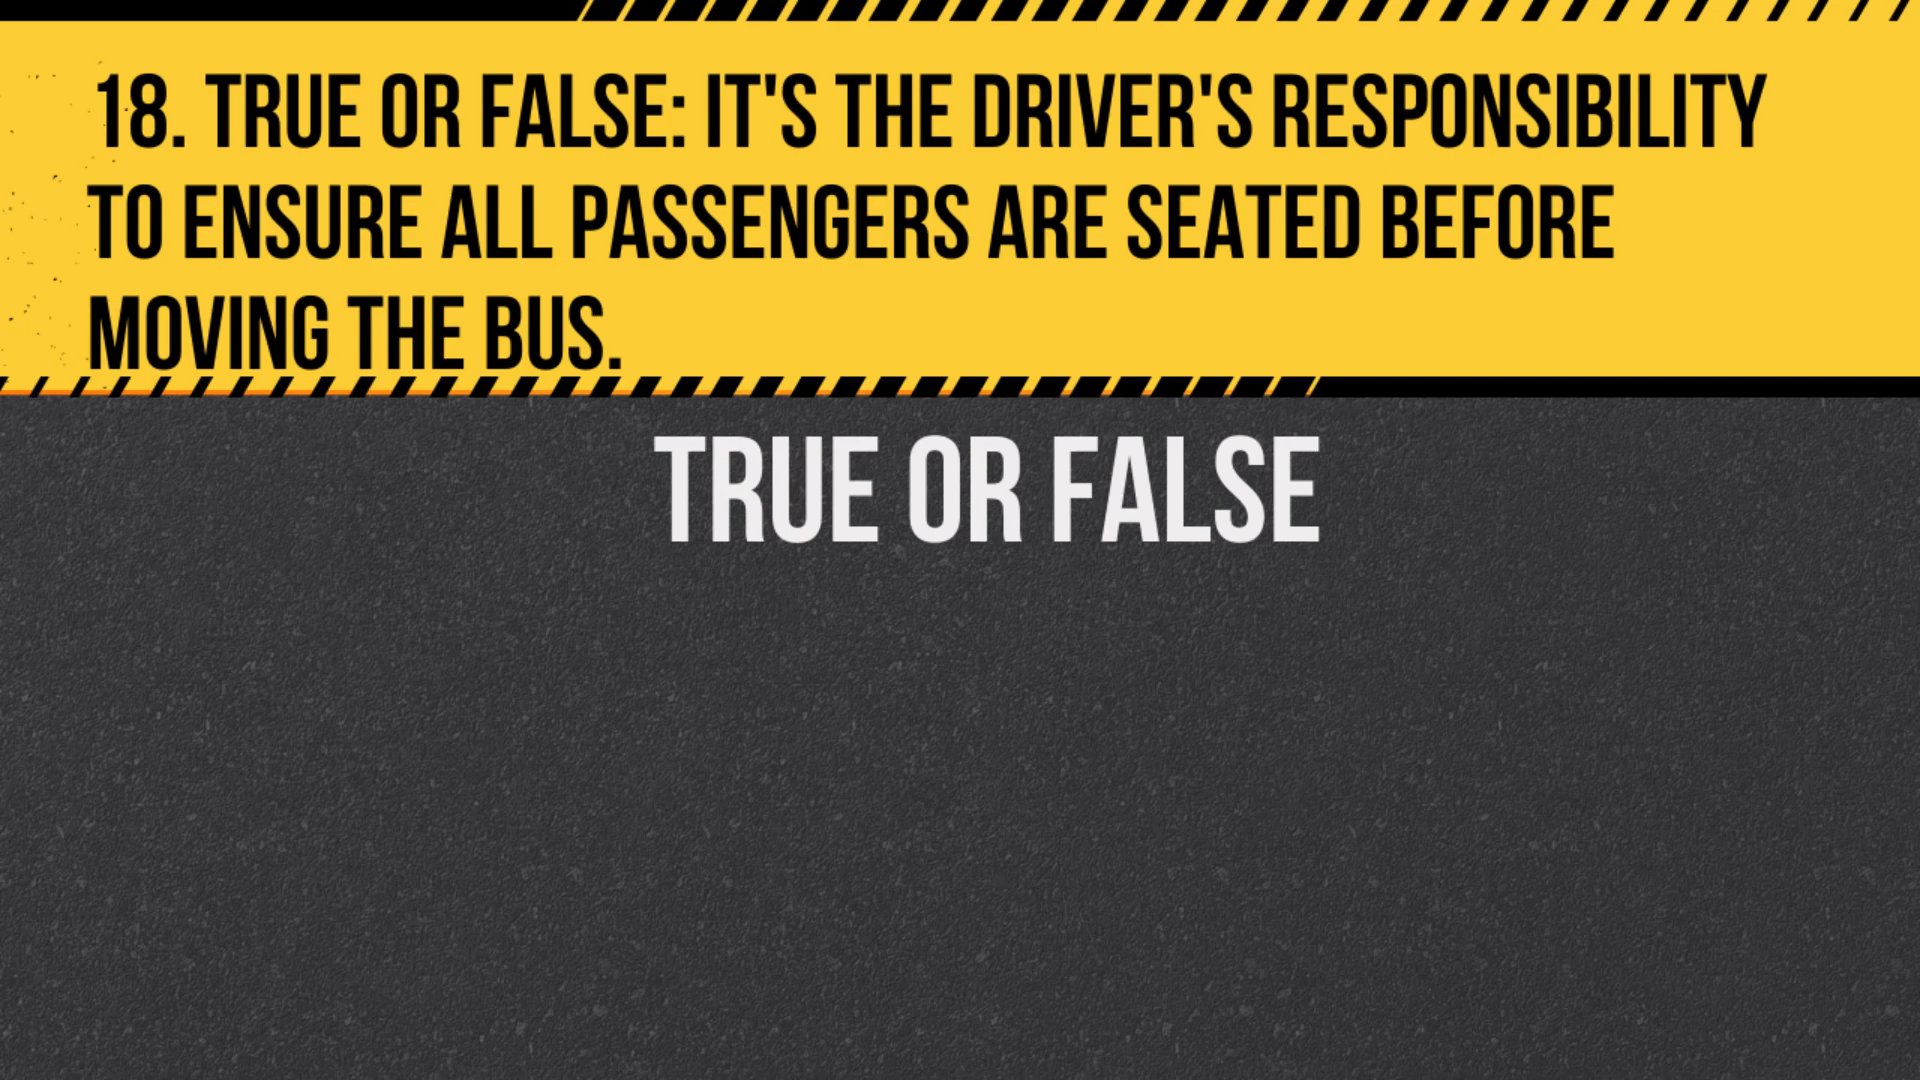 18. TRUE OR FALSE: IT'S THE DRIVER'S RESPONSIBILITY
TO ENSURE ALL PASSENGERS ARE SEATED BEFORE
MOVING THE BUS.
TRUE OR FALSE